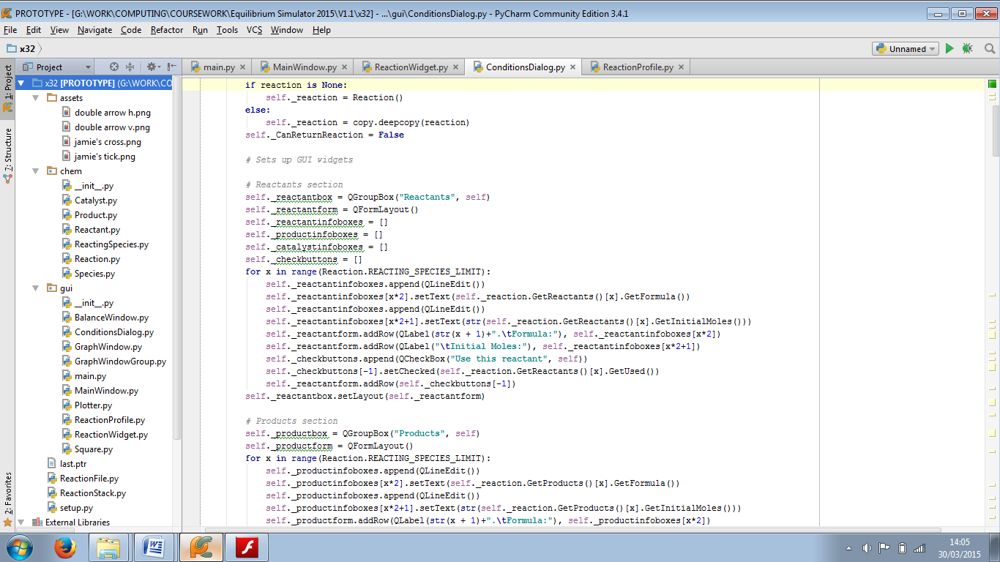 PROTOTYPE - [G:\WORK\COMPUTING\COURSEWORK\Equilibrium Simulator 2015\V1.1\x32] - ...\gui\ConditionsDialog.py - PyCharm Community Edition 3.4.1
File Edit View Navigate Code Refactor Run Tools VCS Window Help
x32
Unnamed
1: Project
7: Structure
2: Favorites
Project
x32 [PROTOTYPE] (G:\WORK\CO
assets
double arrow h.png
double arrow v.png
jamie's cross.png
jamie's tick.png
chem
__init__.py
Catalyst.py
Product.py
Reactant.py
ReactingSpecies.py
Reaction.py
Species.py
gui
__init__.py
BalanceWindow.py
ConditionsDialog.py
GraphWindow.py
GraphWindowGroup.py
main.py
MainWindow.py
Plotter.py
ReactionProfile.py
ReactionWidget.py
Square.py
last.ptr
ReactionFile.py
ReactionStack.py
setup.py
External Libraries
main.py MainWindow.py ReactionWidget.py ConditionsDialog.py ReactionProfile.py
if reaction is None:
self._reaction = Reaction()
else:
self._reaction = copy.deepcopy(reaction)
self._CanReturnReaction = False
# Sets up GUI widgets
# Reactants section
self._reactantbox = QGroupBox("Reactants", self)
self._reactantform = QFormLayout()
self._reactantinfoboxes = []
self._productinfoboxes = []
self._catalystinfoboxes = []
self._checkbuttons = []
for x in range(Reaction.REACTING_SPECIES_LIMIT):
self._reactantinfoboxes.append(QLineEdit())
self._reactantinfoboxes[x*2].setText(self._reaction.GetReactants()[x].GetFormula())
self._reactantinfoboxes.append(QLineEdit())
self._reactantinfoboxes[x*2+1].setText(str(self._reaction.GetReactants()[x].GetInitialMoles()))
self._reactantform.addRow(QLabel(str(x + 1)+".\tFormula:"), self._reactantinfoboxes[x*2])
self._reactantform.addRow(QLabel("\tInitial Moles:"), self._reactantinfoboxes[x*2+1])
self._checkbuttons.append(QCheckBox("Use this reactant", self))
self._checkbuttons[-1].setChecked(self._reaction.GetReactants()[x].GetUsed())
self._reactantform.addRow(self._checkbuttons[-1])
self._reactantbox.setLayout(self._reactantform)
# Products section
self._productbox = QGroupBox("Products", self)
self._productform = QFormLayout()
for x in range(Reaction.REACTING_SPECIES_LIMIT):
self._productinfoboxes.append(QLineEdit())
self._productinfoboxes[x*2].setText(self._reaction.GetProducts()[x].GetFormula())
self._productinfoboxes.append(QLineEdit())
self._productinfoboxes[x*2+1].setText(str(self._reaction.GetProducts()[x].GetInitialMoles()))
self._productform.addRow(QLabel(str(x + 1)+".\tFormula:"), self._productinfoboxes[x*2])
14:05
30/03/2015